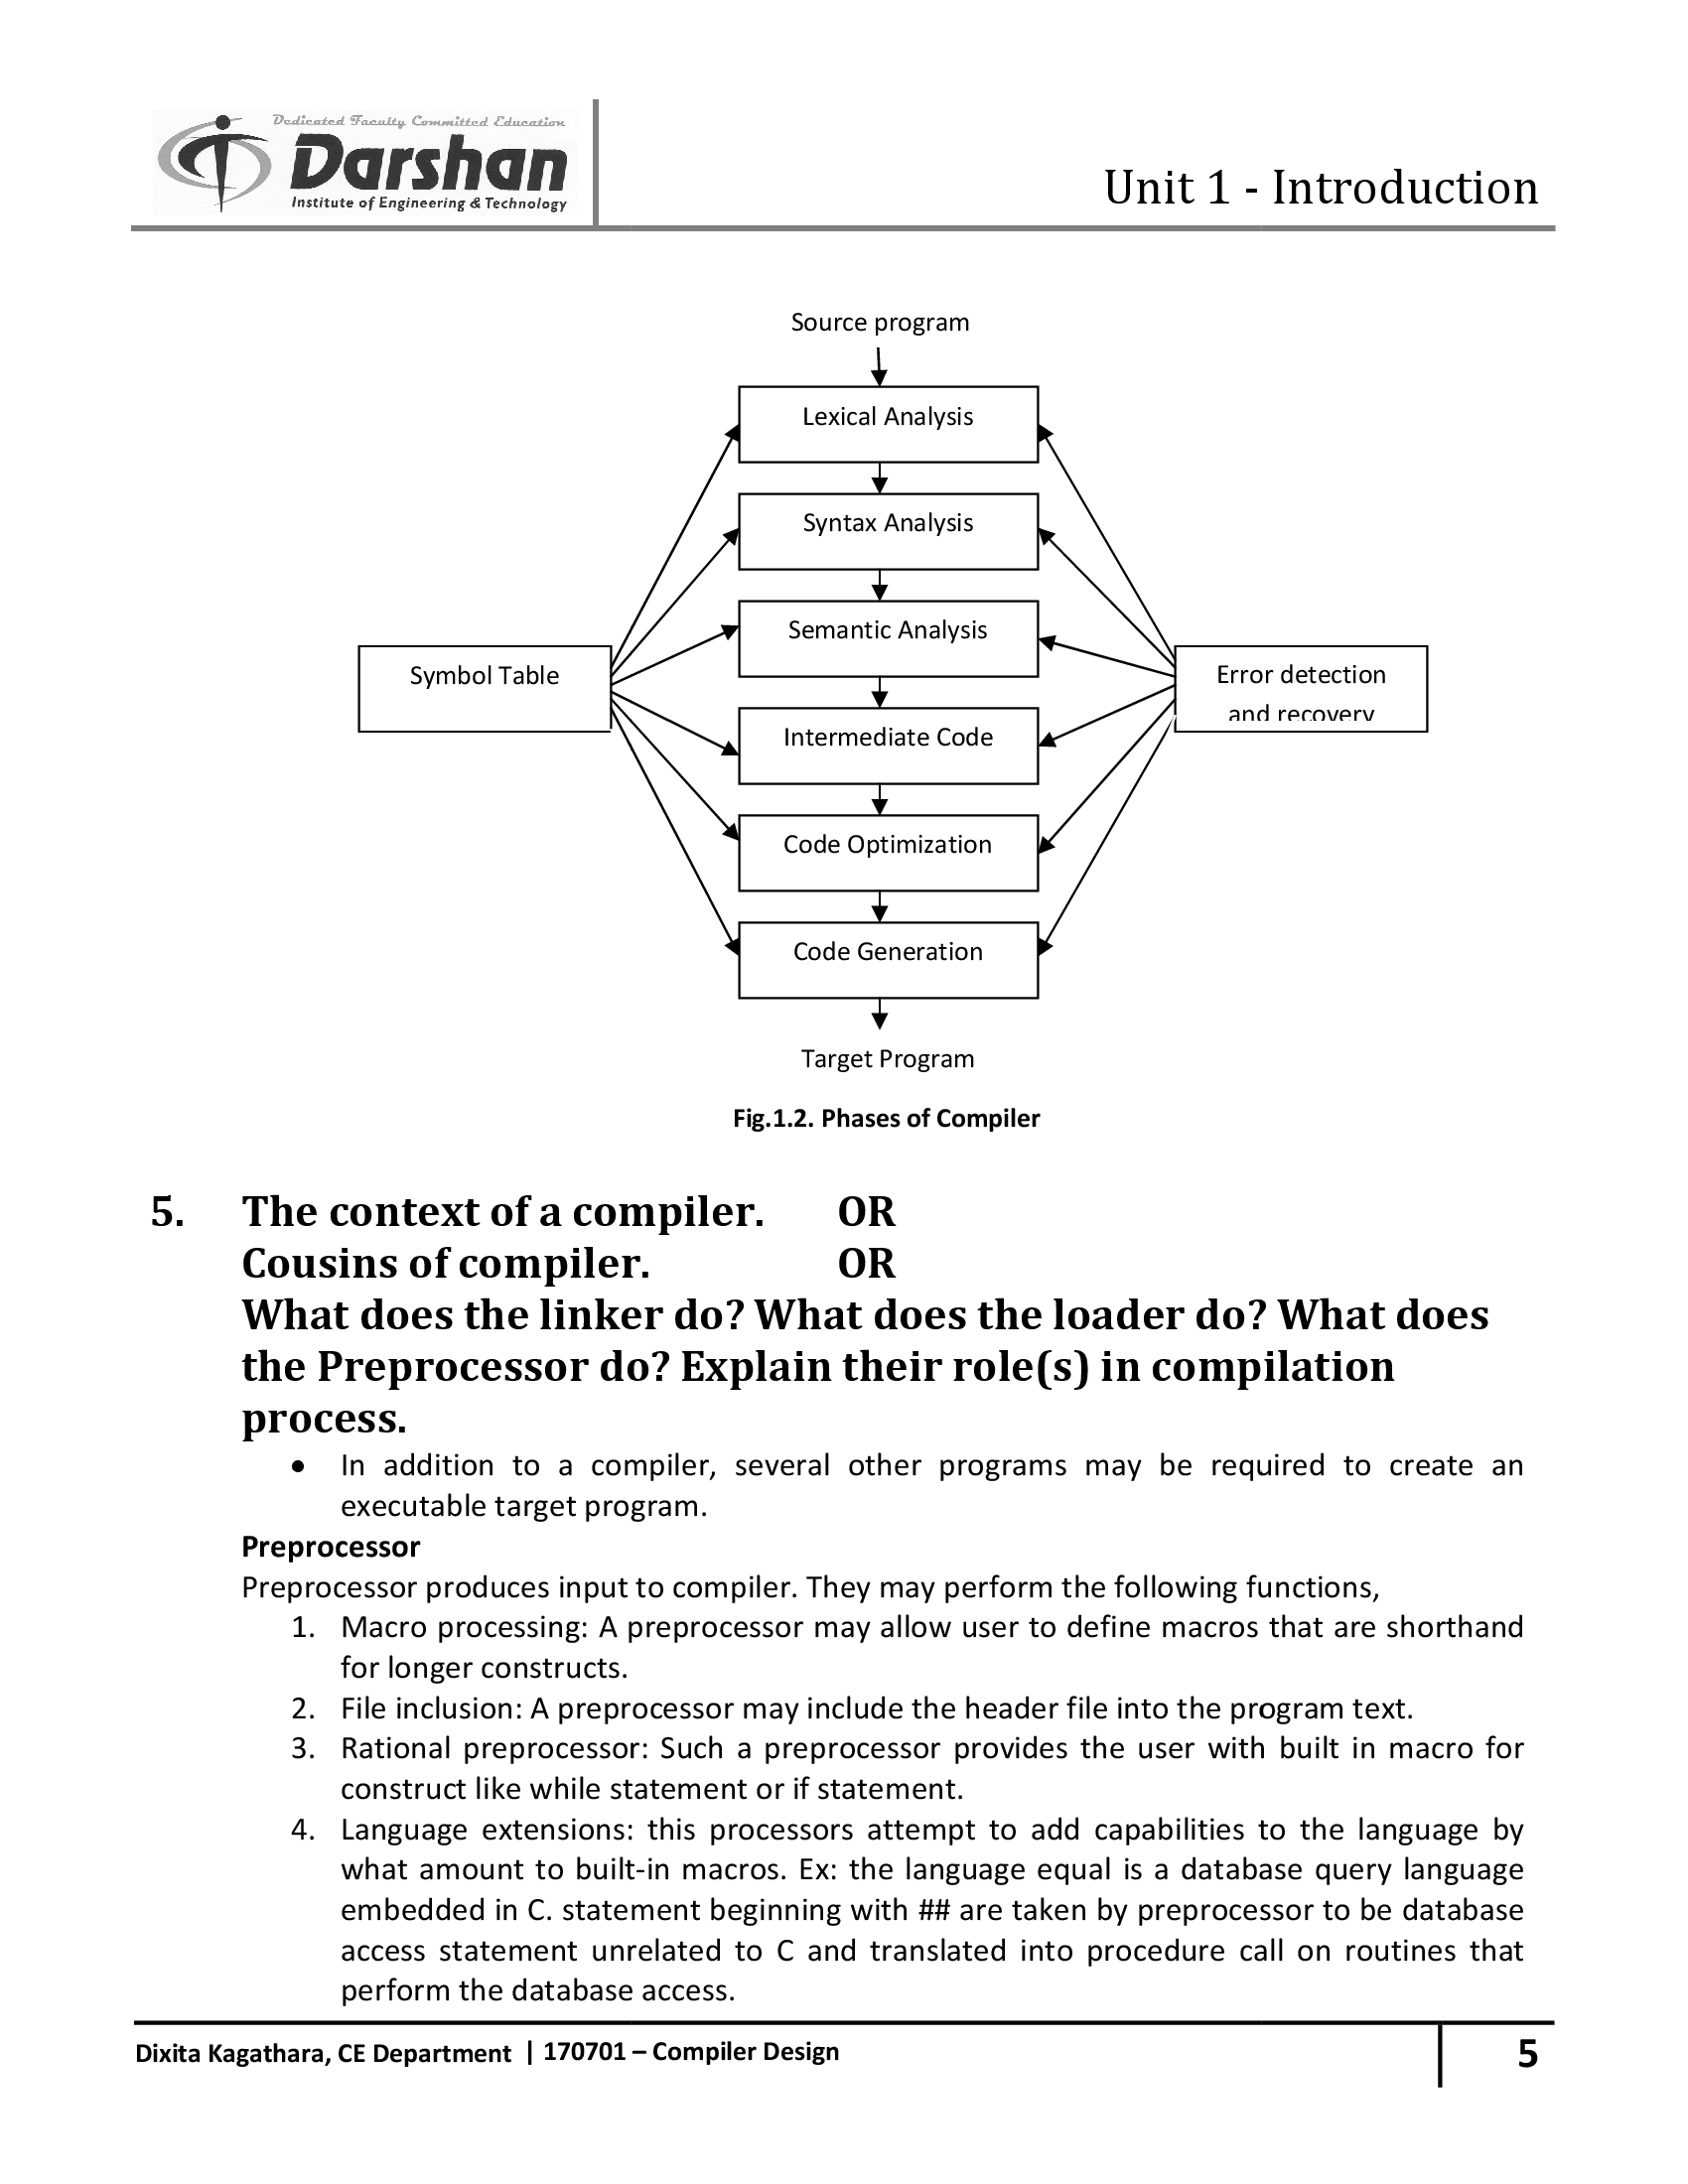 Dedicated Faculty Committed Education
Darshan
Institute of Engineering & Technology
Unit 1 - Introduction
Source program
Lexical Analysis
Syntax Analysis
Semantic Analysis
Symbol Table
Error detection
and recovery
Intermediate Code
Code Optimization
Code Generation
Target Program
Fig.1.2. Phases of Compiler
5. The context of a compiler. OR
Cousins of compiler. OR
What does the linker do? What does the loader do? What does
the Preprocessor do? Explain their role(s) in compilation
process.
• In addition to a compiler, several other programs may be required to create an
executable target program.
Preprocessor
Preprocessor produces input to compiler. They may perform the following functions,
1. Macro processing: A preprocessor may allow user to define macros that are shorthand
for longer constructs.
2. File inclusion: A preprocessor may include the header file into the program text.
3. Rational preprocessor: Such a preprocessor provides the user with built in macro for
construct like while statement or if statement.
4. Language extensions: this processors attempt to add capabilities to the language by
what amount to built-in macros. Ex: the language equal is a database query language
embedded in C. statement beginning with ## are taken by preprocessor to be database
access statement unrelated to C and translated into procedure call on routines that
perform the database access.
Dixita Kagathara, CE Department | 170701 – Compiler Design
5